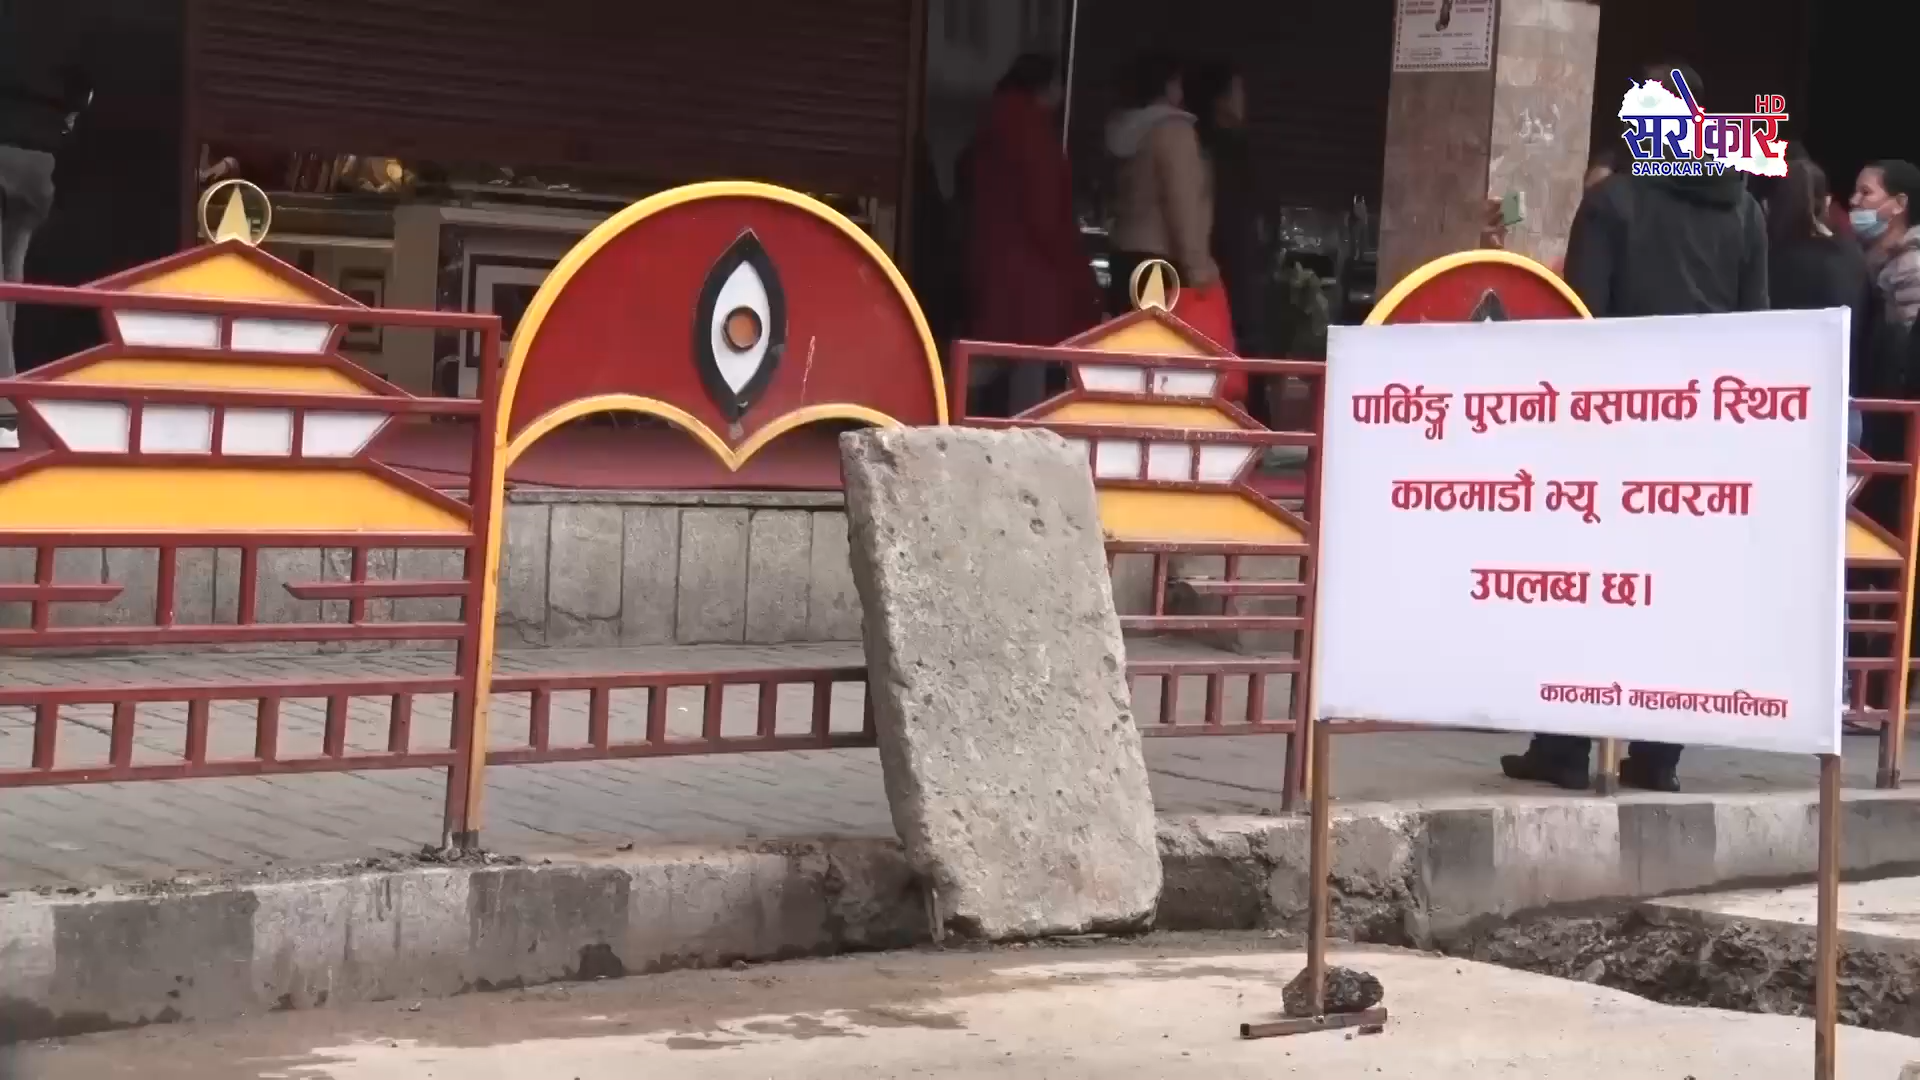 HD
सरोकार
SAROKAR TV
पार्किङ्ग पुरानो बसपार्क स्थित
काठमाडौ भ्यू टावरमा
उपलब्ध छ।
काठमाडौ महानगरपालिका